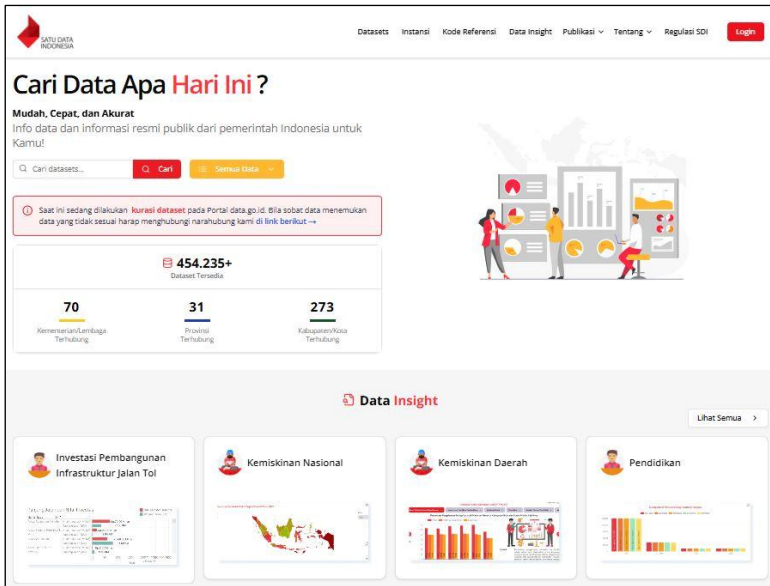 SATU DATA
INDONESIA
Datasets Instansi Kode Referensi Data Insight Publikasi Tentang Regulasi SDI Login
Cari Data Apa Hari Ini ?
Mudah, Cepat, dan Akurat
Info data dan informasi resmi publik dari pemerintah Indonesia untuk
Kamu!
Cari datasets... Cari Semua Data
Saat ini sedang dilakukan kurasi dataset pada Portal data.go.id. Bila sobat data menemukan
data yang tidak sesuai harap menghubungi narahubung kami di link berikut →
454.235+
Dataset Tersedia
70 31 273
Kementerian/Lembaga Provinsi Kabupaten/Kota
Terhubung Terhubung Terhubung
Data Insight
Lihat Semua >
Investasi Pembangunan
Infrastruktur Jalan Tol
Kemiskinan Nasional
Kemiskinan Daerah
Pendidikan